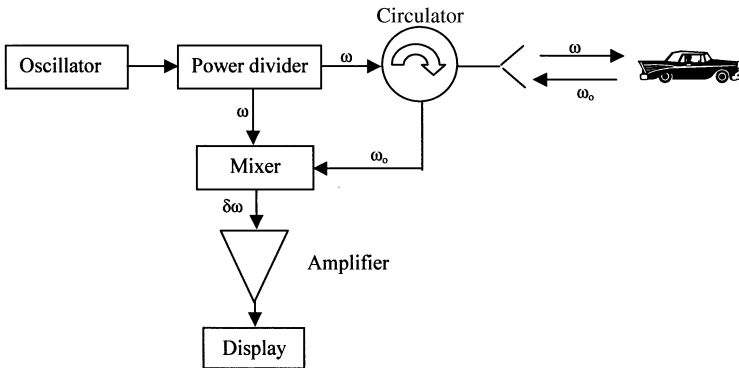 Circulator
Oscillator
Power divider
ω
ω
ωₒ
ω
Mixer
ωₒ
δω
Amplifier
Display